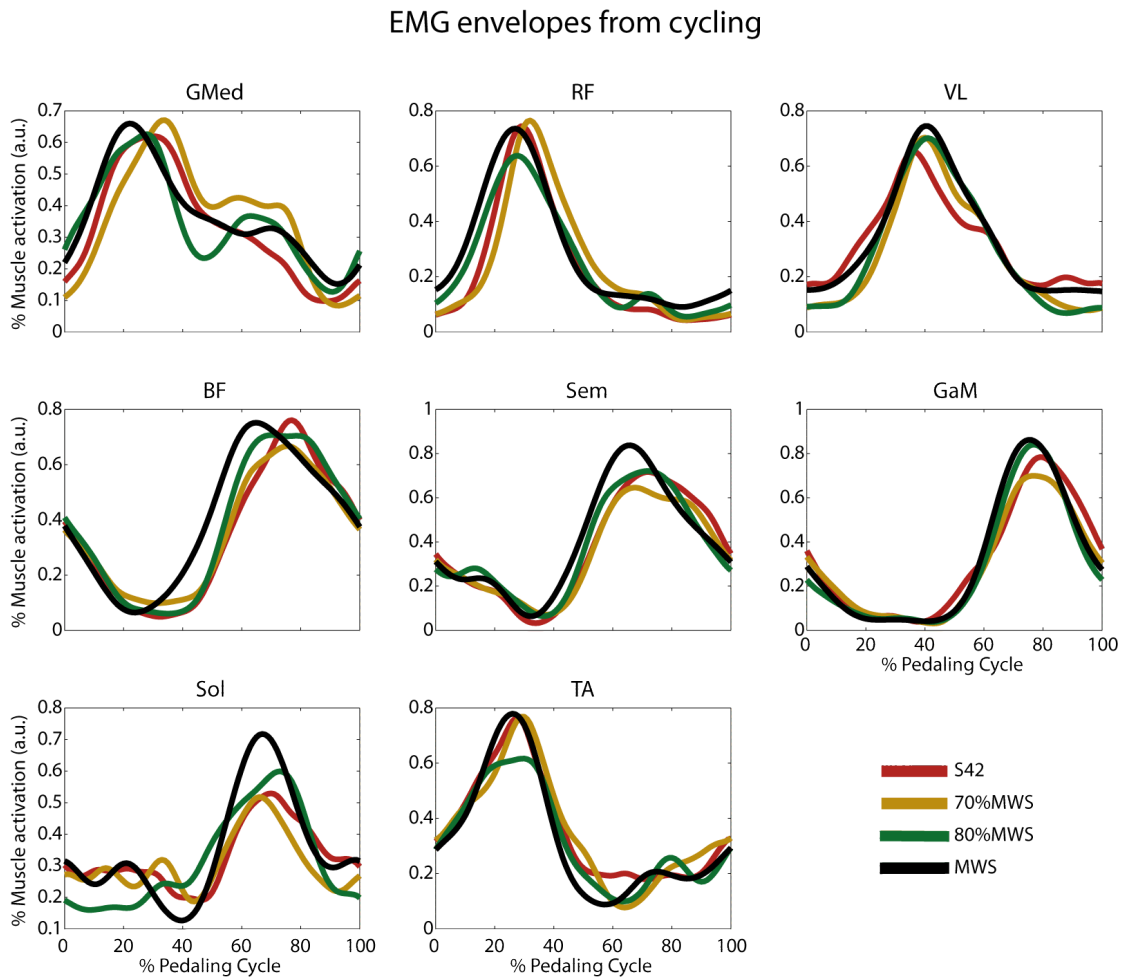 EMG envelopes from cycling
GMed
RF
VL
% Muscle activation (a.u.)
0.7
0.6
0.5
0.4
0.3
0.2
0.1
0
0.8
0.6
0.4
0.2
0
0.8
0.6
0.4
0.2
0
BF
Sem
GaM
% Muscle activation (a.u.)
0.8
0.6
0.4
0.2
0
1
0.8
0.6
0.4
0.2
0
1
0.8
0.6
0.4
0.2
0
0 20 40 60 80 100
% Pedaling Cycle
Sol
TA
% Muscle activation (a.u.)
0.8
0.7
0.6
0.5
0.4
0.3
0.2
0.1
0 20 40 60 80 100
% Pedaling Cycle
0.8
0.6
0.4
0.2
0
0 20 40 60 80 100
% Pedaling Cycle
S42
70%MWS
80%MWS
MWS